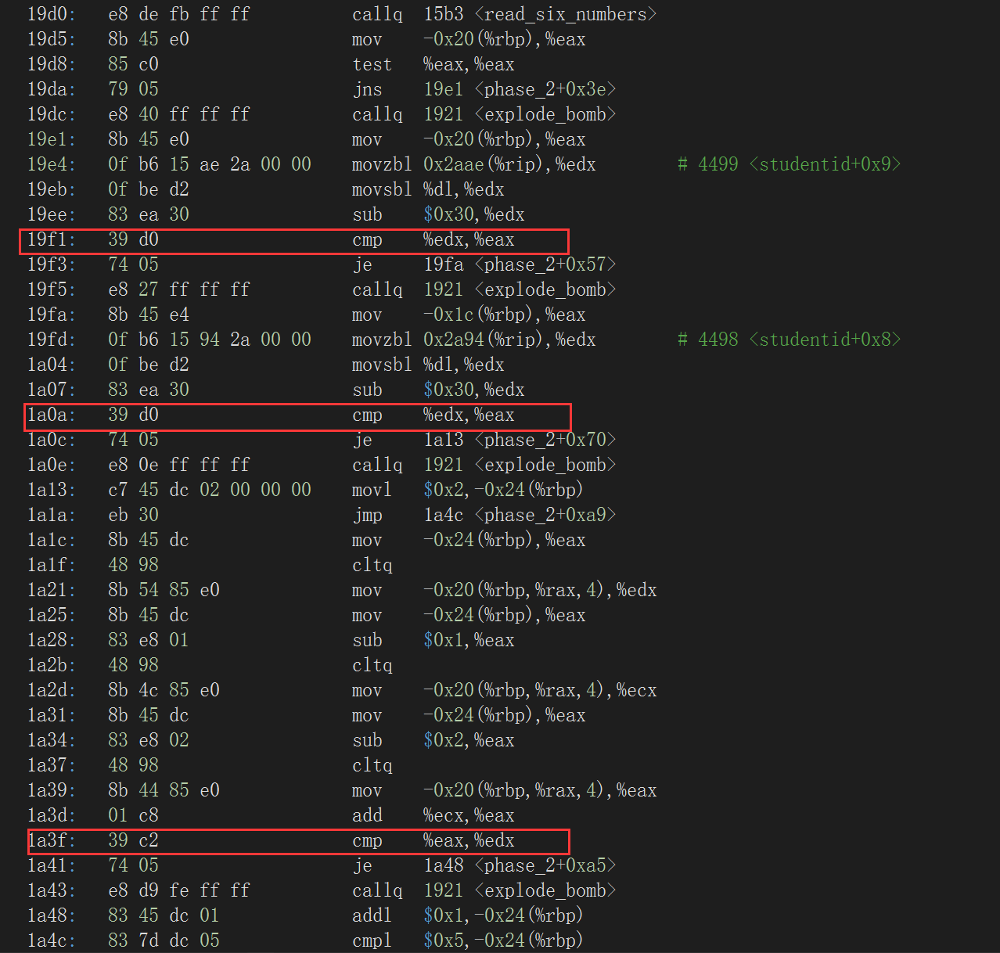 19d0: e8 de fb ff ff callq 15b3 <read_six_numbers>
19d5: 8b 45 e0 mov -0x20(%rbp),%eax
19d8: 85 c0 test %eax,%eax
19da: 79 05 jns 19e1 <phase_2+0x3e>
19dc: e8 40 ff ff ff callq 1921 <explode_bomb>
19e1: 8b 45 e0 mov -0x20(%rbp),%eax
19e4: 0f b6 15 ae 2a 00 00 movzbl 0x2aae(%rip),%edx # 4499 <studentid+0x9>
19eb: 0f be d2 movsbl %dl,%edx
19ee: 83 ea 30 sub $0x30,%edx
19f1: 39 d0 cmp %edx,%eax
19f3: 74 05 je 19fa <phase_2+0x57>
19f5: e8 27 ff ff ff callq 1921 <explode_bomb>
19fa: 8b 45 e4 mov -0x1c(%rbp),%eax
19fd: 0f b6 15 94 2a 00 00 movzbl 0x2a94(%rip),%edx # 4498 <studentid+0x8>
1a04: 0f be d2 movsbl %dl,%edx
1a07: 83 ea 30 sub $0x30,%edx
1a0a: 39 d0 cmp %edx,%eax
1a0c: 74 05 je 1a13 <phase_2+0x70>
1a0e: e8 0e ff ff ff callq 1921 <explode_bomb>
1a13: c7 45 dc 02 00 00 00 movl $0x2,-0x24(%rbp)
1a1a: eb 30 jmp 1a4c <phase_2+0xa9>
1a1c: 8b 45 dc mov -0x24(%rbp),%eax
1a1f: 48 98 cltq
1a21: 8b 54 85 e0 mov -0x20(%rbp,%rax,4),%edx
1a25: 8b 45 dc mov -0x24(%rbp),%eax
1a28: 83 e8 01 sub $0x1,%eax
1a2b: 48 98 cltq
1a2d: 8b 4c 85 e0 mov -0x20(%rbp,%rax,4),%ecx
1a31: 8b 45 dc mov -0x24(%rbp),%eax
1a34: 83 e8 02 sub $0x2,%eax
1a37: 48 98 cltq
1a39: 8b 44 85 e0 mov -0x20(%rbp,%rax,4),%eax
1a3d: 01 c8 add %ecx,%eax
1a3f: 39 c2 cmp %eax,%edx
1a41: 74 05 je 1a48 <phase_2+0xa5>
1a43: e8 d9 fe ff ff callq 1921 <explode_bomb>
1a48: 83 45 dc 01 addl $0x1,-0x24(%rbp)
1a4c: 83 7d dc 05 cmpl $0x5,-0x24(%rbp)